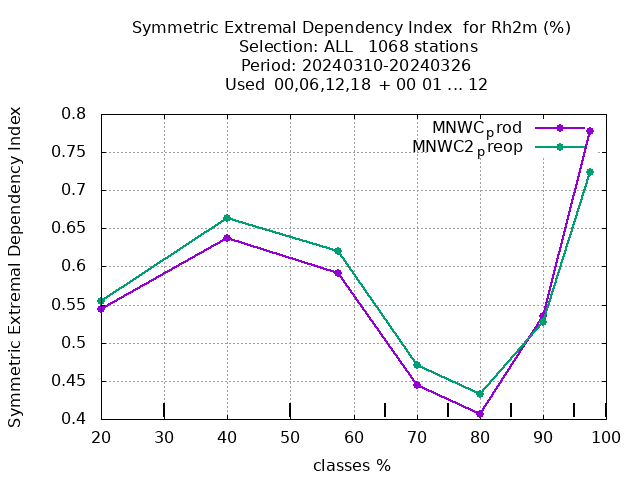 Symmetric Extremal Dependency Index  for Rh2m (%)
Selection: ALL   1068 stations
Period: 20240310-20240326
Used  00,06,12,18 + 00 01 ... 12
Symmetric Extremal Dependency Index
0.8
0.75
0.7
0.65
0.6
0.55
0.5
0.45
0.4
MNWCprod
MNWC2preop
20 30 40 50 60 70 80 90 100
classes %